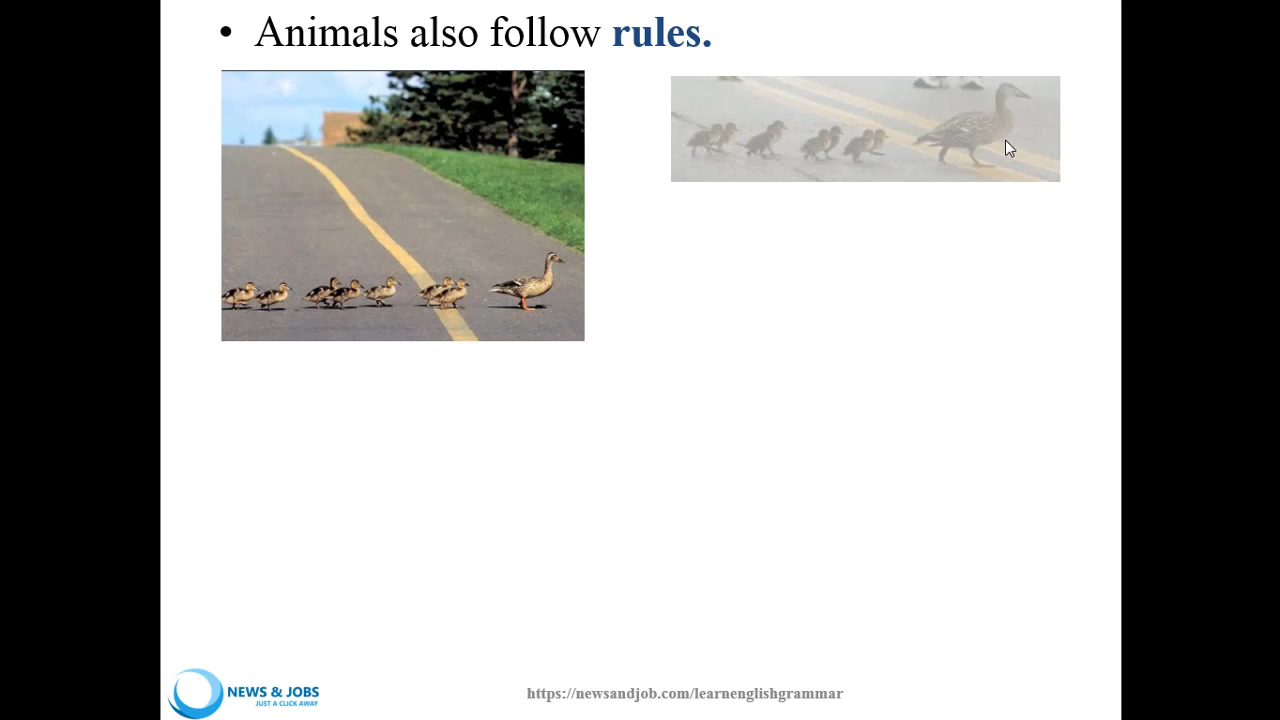 • Animals also follow rules.
NEWS & JOBS
JUST A CLICK AWAY
https://newsandjob.com/learnenglishgrammar